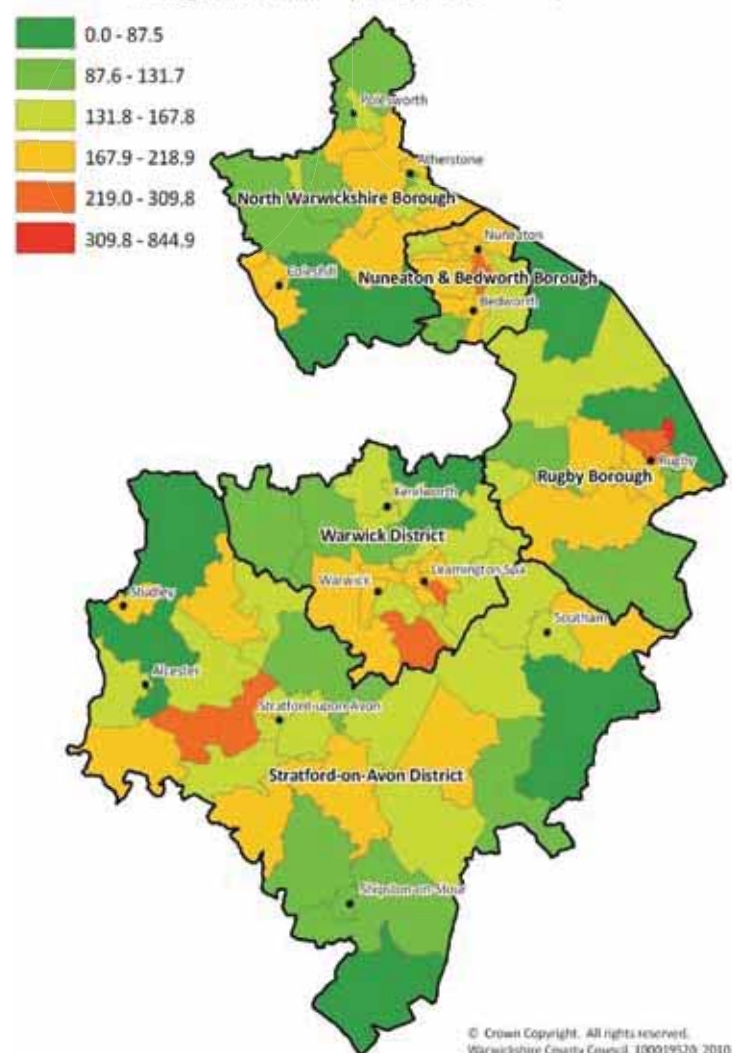 0.0 - 87.5
87.6 - 131.7
131.8 - 167.8
167.9 - 218.9
219.0 - 309.8
309.8 - 844.9
Polesworth
Atherstone
North Warwickshire Borough
Nuneaton
Coleshill
Nuneaton & Bedworth Borough
Bedworth
Rugby
Rugby Borough
Kenilworth
Warwick District
Leamington Spa
Warwick
Studley
Southam
Alcester
Stratford-upon-Avon
Stratford-on-Avon District
Shipston-on-Stour
© Crown Copyright. All rights reserved.
Warwickshire County Council, 100019520, 2010